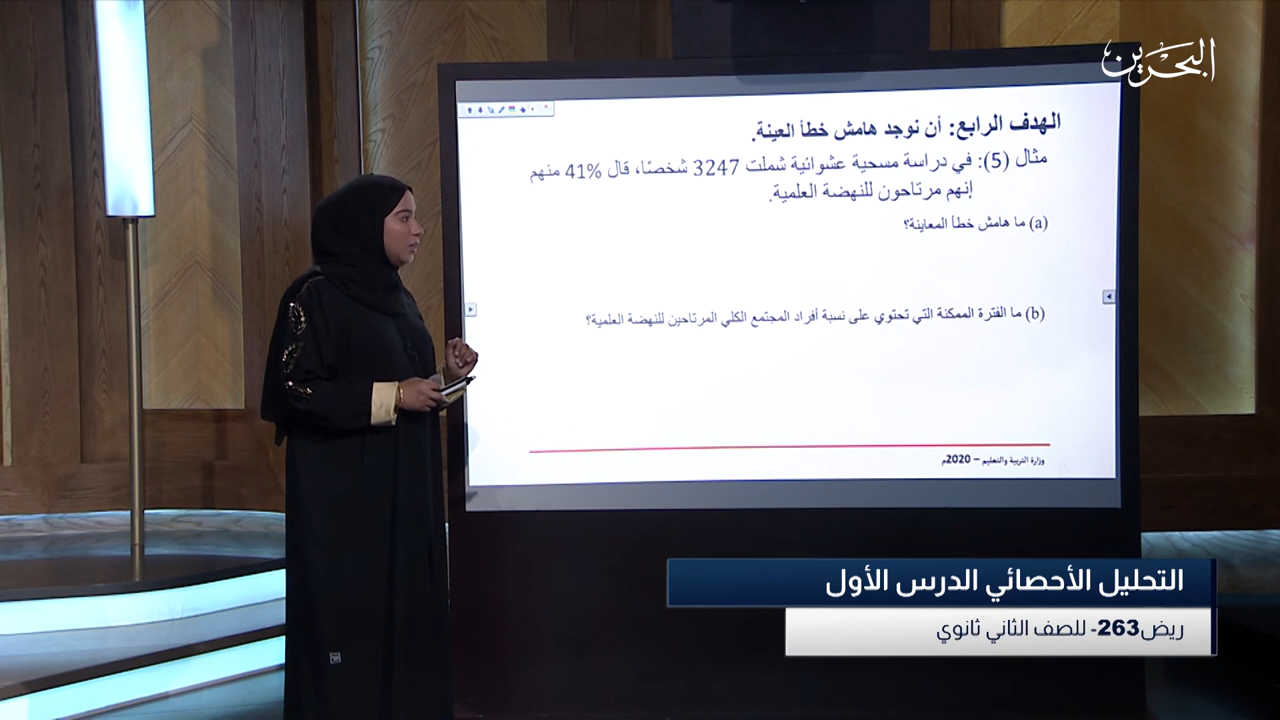 البحرين
الهدف الرابع: أن نوجد هامش خطأ العينة.
مثال (5): في دراسة مسحية عشوائية شملت 3247 شخصًا، قال 41% منهم
إنهم مرتاحون للنهضة العلمية.
(a) ما هامش خطأ المعاينة؟
(b) ما الفترة الممكنة التي تحتوي على نسبة أفراد المجتمع الكلي المرتاحين للنهضة العلمية؟
وزارة التربية والتعليم – 2020م
التحليل الأحصائي الدرس الأول
ريض263- للصف الثاني ثانوي